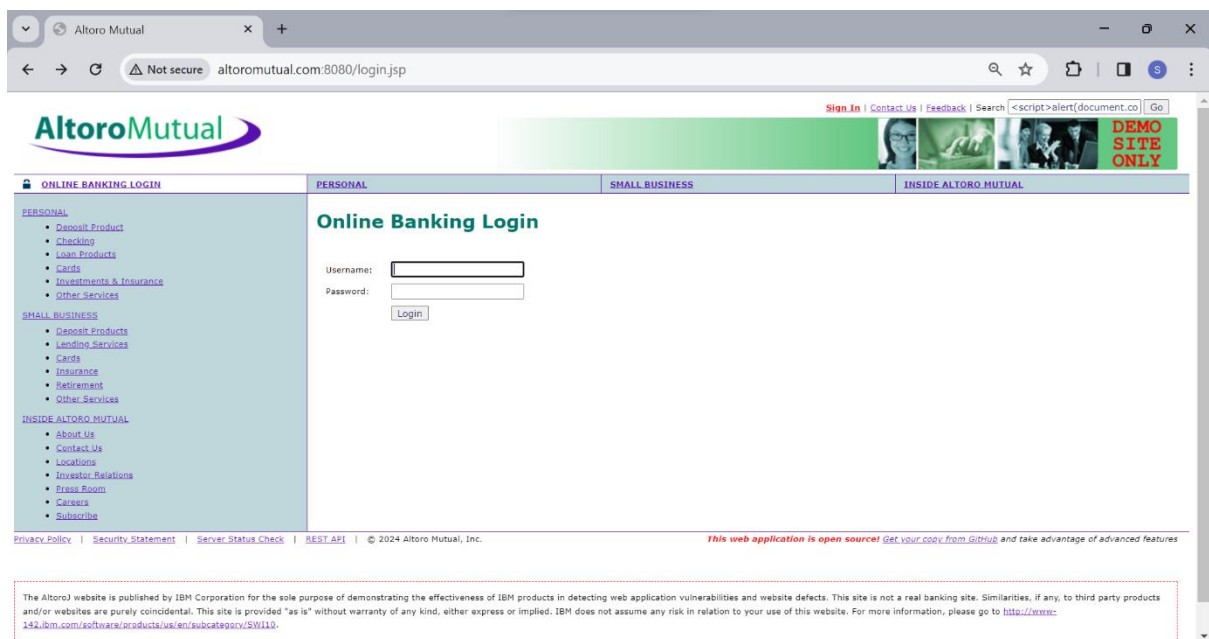 Altoro Mutual
Not secure altoromutual.com:8080/login.jsp
S
Sign In | Contact Us | Feedback | Search <script>alert(document.co Go
AltoroMutual
DEMO
SITE
ONLY
ONLINE BANKING LOGIN
PERSONAL
SMALL BUSINESS
INSIDE ALTORO MUTUAL
PERSONAL
Deposit Product
Checking
Loan Products
Cards
Investments & Insurance
Other Services
SMALL BUSINESS
Deposit Products
Lending Services
Cards
Insurance
Retirement
Other Services
INSIDE ALTORO MUTUAL
About Us
Contact Us
Locations
Investor Relations
Press Room
Careers
Subscribe
Online Banking Login
Username:
Password:
Login
Privacy Policy | Security Statement | Server Status Check | REST API | © 2024 Altoro Mutual, Inc.
This web application is open source! Get your copy from GitHub and take advantage of advanced features
The AltoroJ website is published by IBM Corporation for the sole purpose of demonstrating the effectiveness of IBM products in detecting web application vulnerabilities and website defects. This site is not a real banking site. Similarities, if any, to third party products
and/or websites are purely coincidental. This site is provided "as is" without warranty of any kind, either express or implied. IBM does not assume any risk in relation to your use of this website. For more information, please go to http://www-
142.ibm.com/software/products/us/en/subcategory/SWI10.